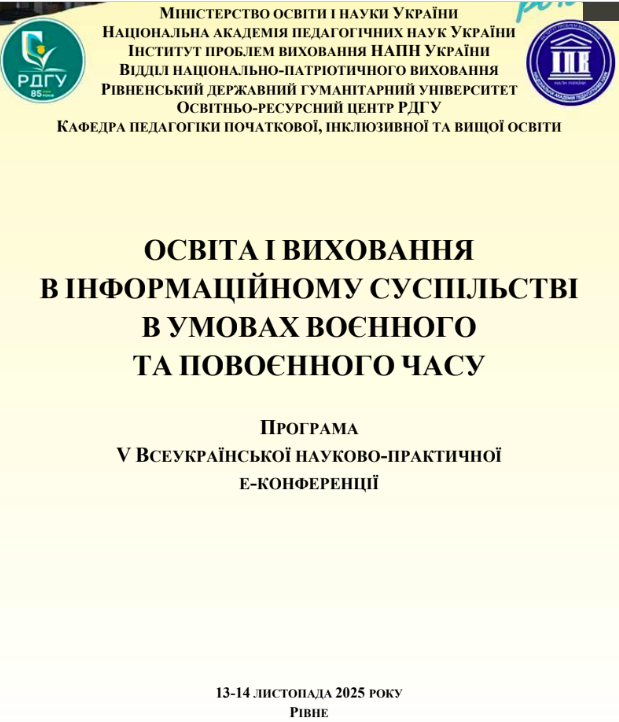 Міністерство освіти і науки України
Національна академія педагогічних наук України
Інститут проблем виховання НАПН України
Відділ національно-патріотичного виховання
Рівненський державний гуманітарний університет
Освітньо-ресурсний центр РДГУ
Кафедра педагогіки початкової, інклюзивної та вищої освіти
РДГУ
85
ІПВ
ОСВІТА І ВИХОВАННЯ
В ІНФОРМАЦІЙНОМУ СУСПІЛЬСТВІ
В УМОВАХ ВОЄННОГО
ТА ПОВОЄННОГО ЧАСУ
Програма
V Всеукраїнської науково-практичної
е-конференції
13-14 листопада 2025 року
Рівне